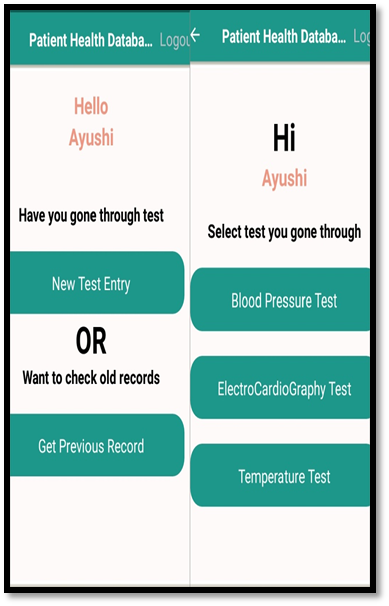 Patient Health Databa... Logou
Hello
Ayushi
Have you gone through test
New Test Entry
OR
Want to check old records
Get Previous Record
Patient Health Databa... Log
Hi
Ayushi
Select test you gone through
Blood Pressure Test
ElectroCardioGraphy Test
Temperature Test